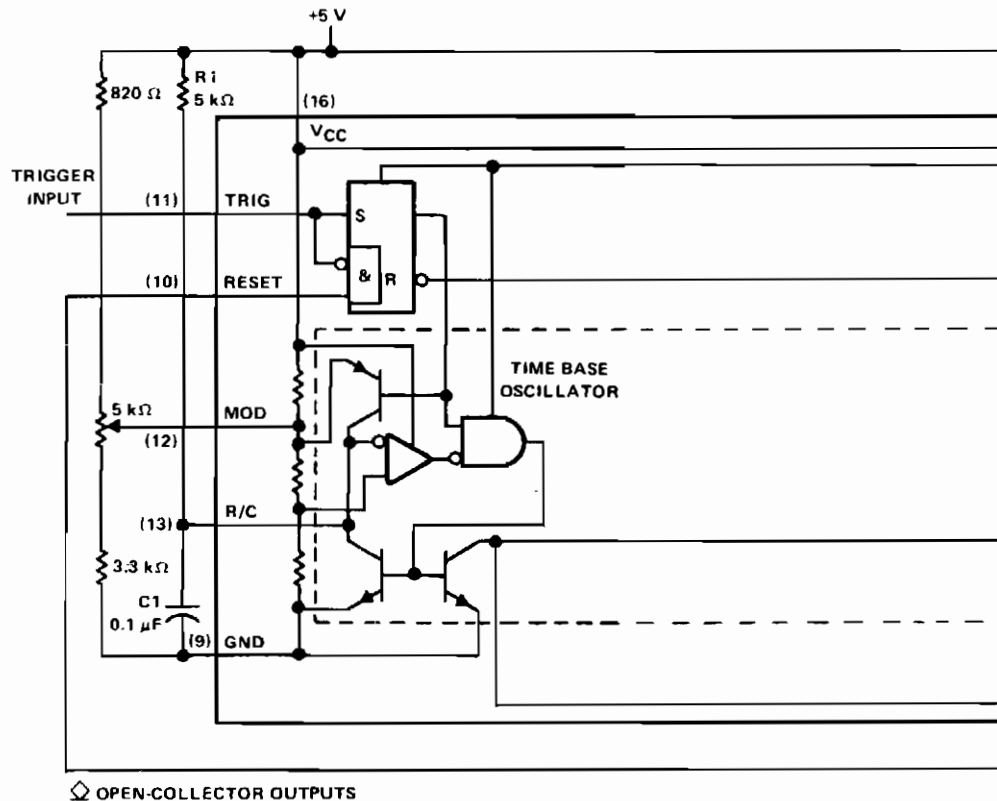 +5 V
820 Ω
R1
5 kΩ
(16)
VCC
TRIGGER
INPUT
(11)
TRIG
S
(10)
RESET
&
R
TIME BASE
OSCILLATOR
5 kΩ
MOD
(12)
(13)
R/C
3.3 kΩ
C1
0.1 µF
(9)
GND
OPEN-COLLECTOR OUTPUTS